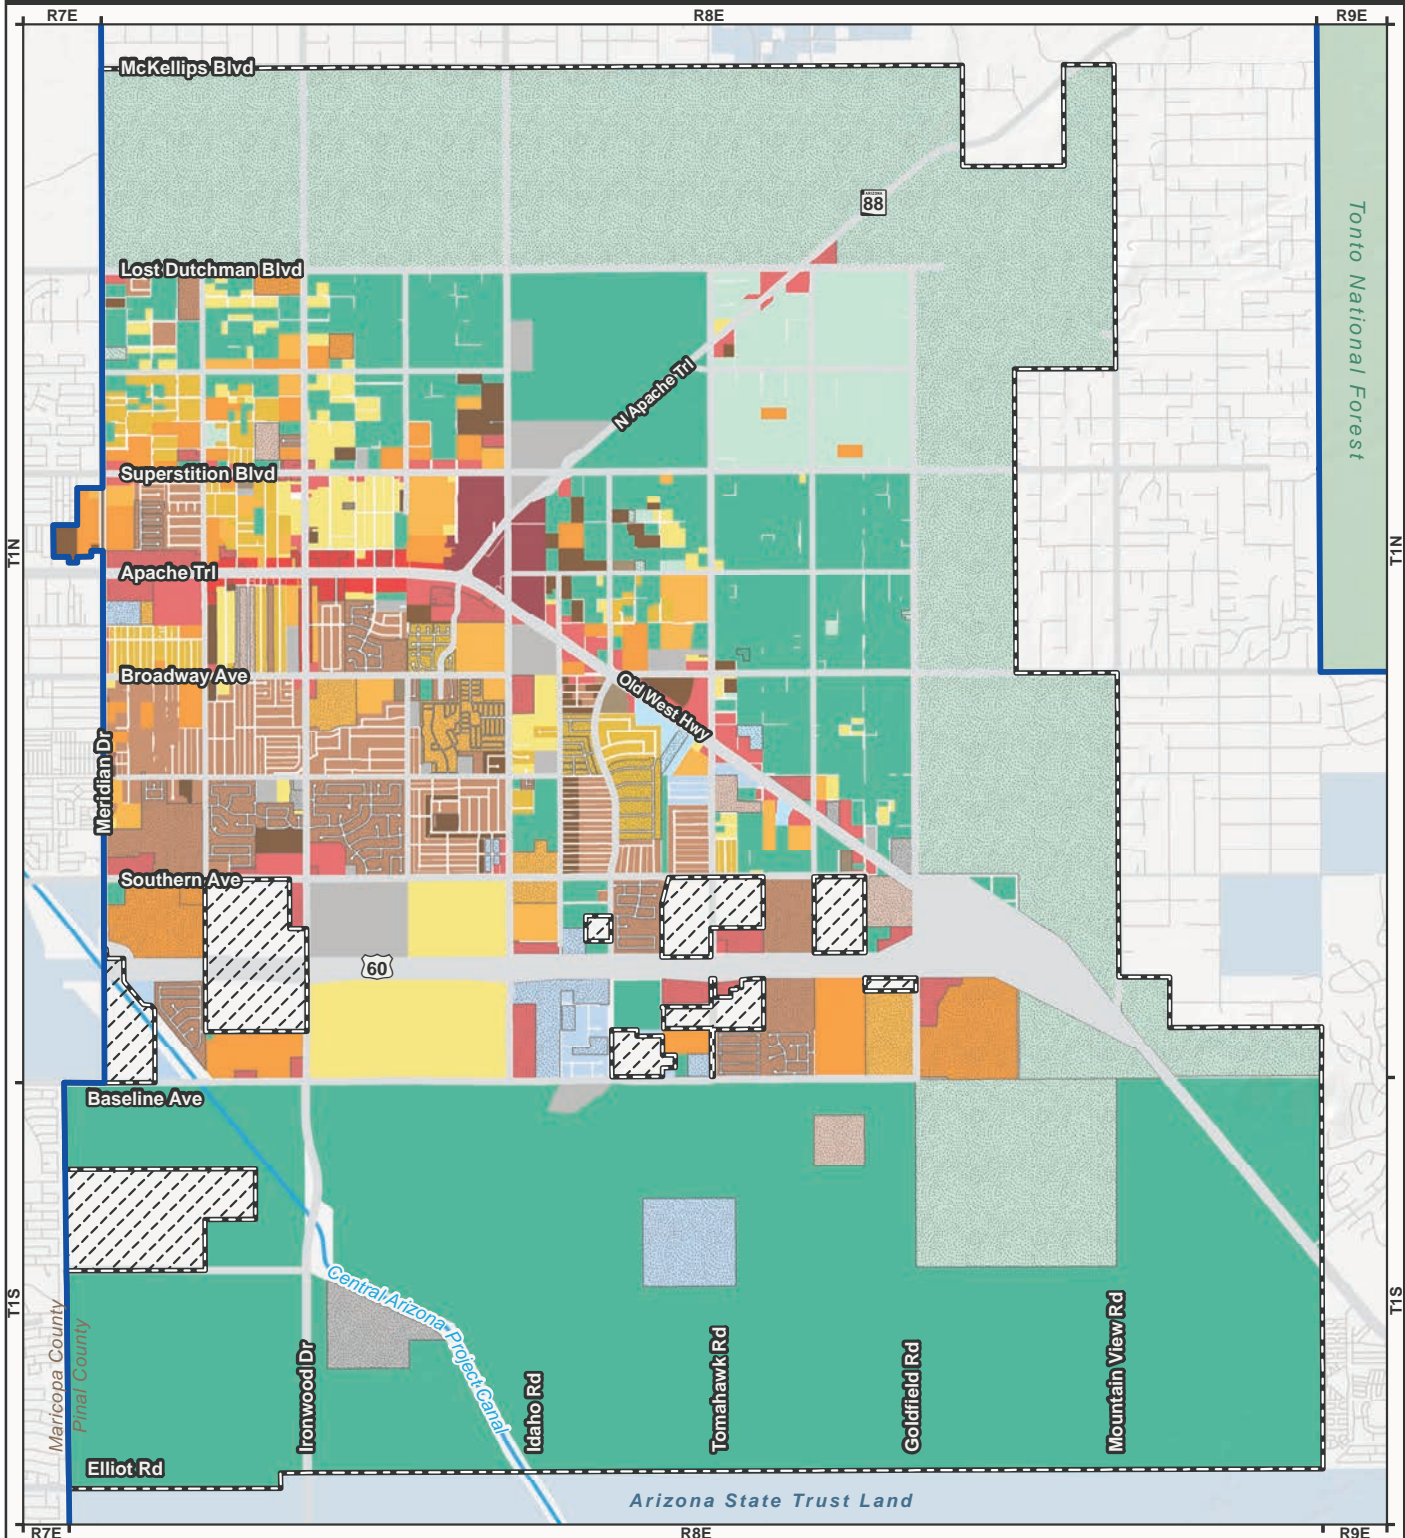 R7E
R8E
R9E
McKellips Blvd
ARIZONA
88
Tonto National Forest
Lost Dutchman Blvd
N Apache Trl
Superstition Blvd
T1N
T1N
Apache Trl
Broadway Ave
Old West Hwy
Meridian Dr
Southern Ave
60
Baseline Ave
T1S
T1S
Central Arizona Project Canal
Maricopa County
Pinal County
Ironwood Dr
Idaho Rd
Tomahawk Rd
Goldfield Rd
Mountain View Rd
Elliot Rd
Arizona State Trust Land
R7E
R8E
R9E